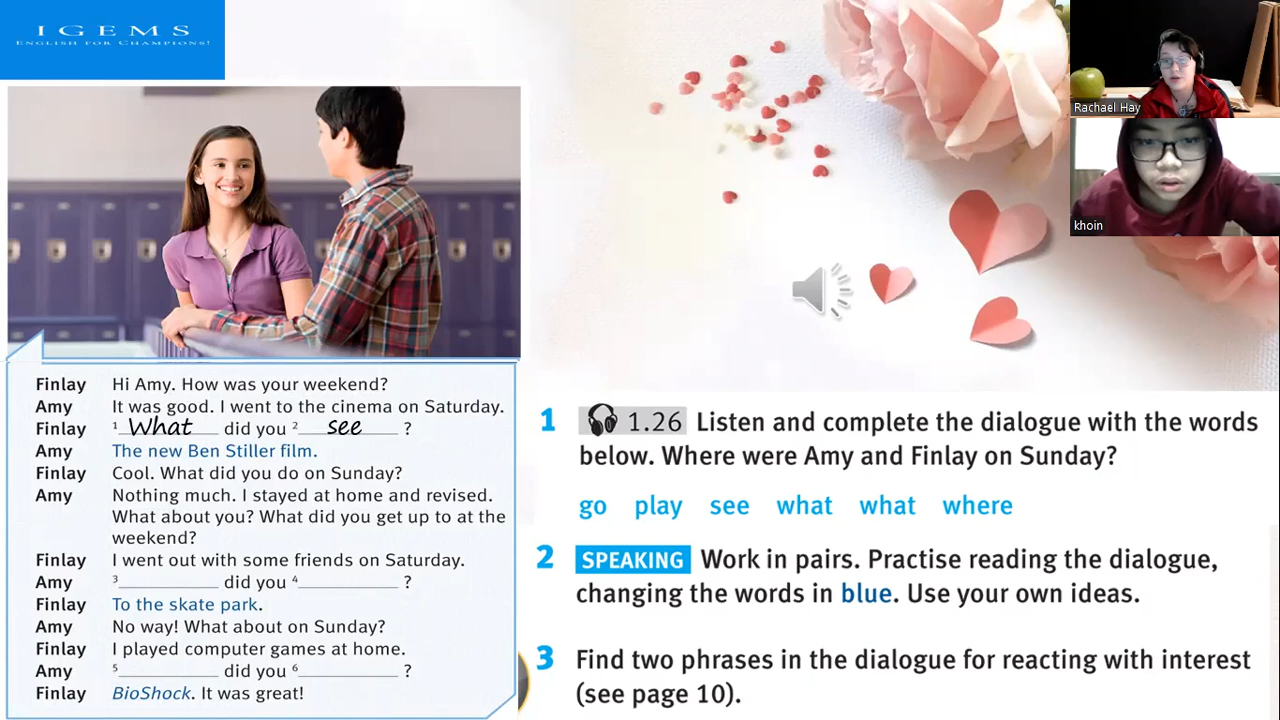 IGEMS
ENGLISH FOR CHAMPIONS!
Rachael Hay
khoin
Finlay Hi Amy. How was your weekend?
Amy It was good. I went to the cinema on Saturday.
Finlay 1 What did you 2 see ?
Amy The new Ben Stiller film.
Finlay Cool. What did you do on Sunday?
Amy Nothing much. I stayed at home and revised.
What about you? What did you get up to at the
weekend?
Finlay I went out with some friends on Saturday.
Amy 3__________ did you 4__________ ?
Finlay To the skate park.
Amy No way! What about on Sunday?
Finlay I played computer games at home.
Amy 5__________ did you 6__________ ?
Finlay BioShock. It was great!
1 1.26 Listen and complete the dialogue with the words
below. Where were Amy and Finlay on Sunday?
go play see what what where
2 SPEAKING Work in pairs. Practise reading the dialogue,
changing the words in blue. Use your own ideas.
3 Find two phrases in the dialogue for reacting with interest
(see page 10).